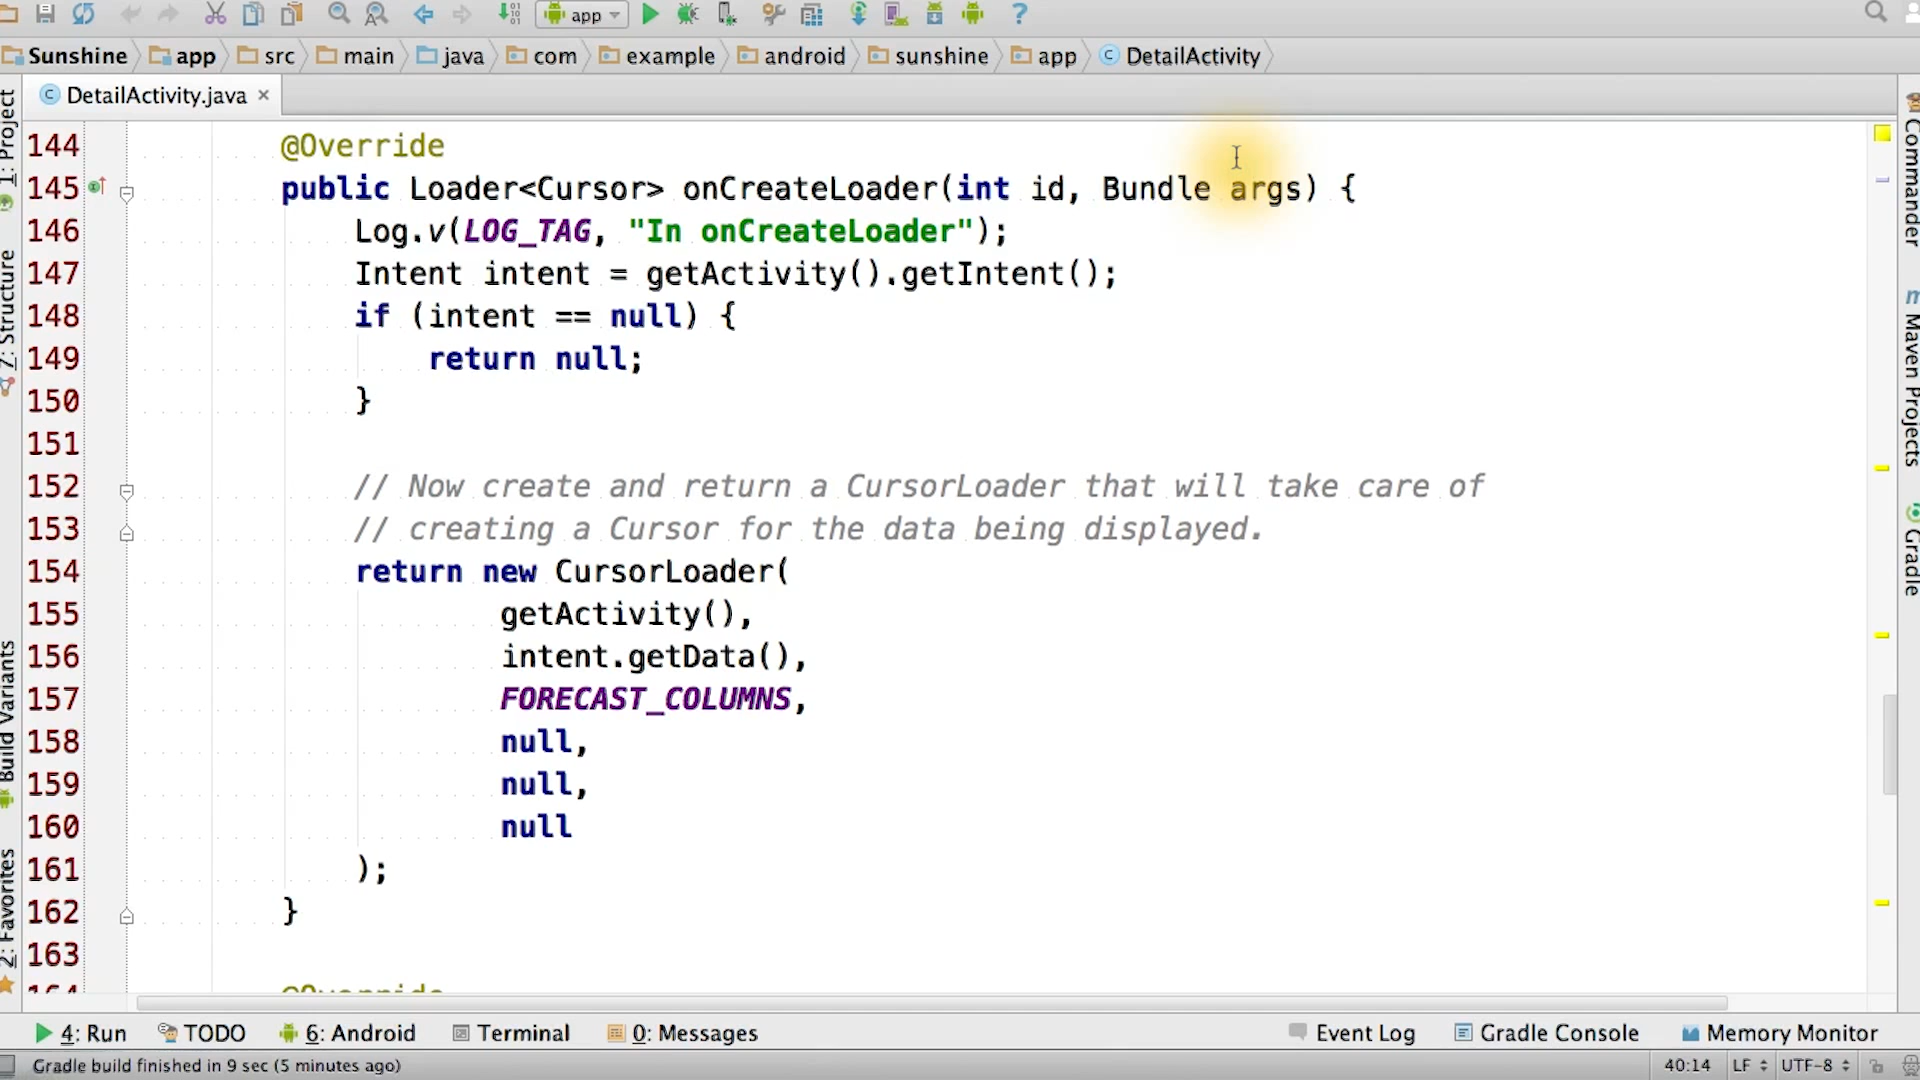 app
Sunshine app src main java com example android sunshine app DetailActivity
DetailActivity.java
144 @Override
145 public Loader<Cursor> onCreateLoader(int id, Bundle args) {
146 Log.v(LOG_TAG, "In onCreateLoader");
147 Intent intent = getActivity().getIntent();
148 if (intent == null) {
149 return null;
150 }
151
152 // Now create and return a CursorLoader that will take care of
153 // creating a Cursor for the data being displayed.
154 return new CursorLoader(
155 getActivity(),
156 intent.getData(),
157 FORECAST_COLUMNS,
158 null,
159 null,
160 null
161 );
162 }
163
164 @Override
1: Project
7: Structure
Build Variants
2: Favorites
Commander
Maven Projects
Gradle
4: Run TODO 6: Android Terminal 0: Messages Event Log Gradle Console Memory Monitor
Gradle build finished in 9 sec (5 minutes ago) 40:14 LF UTF-8